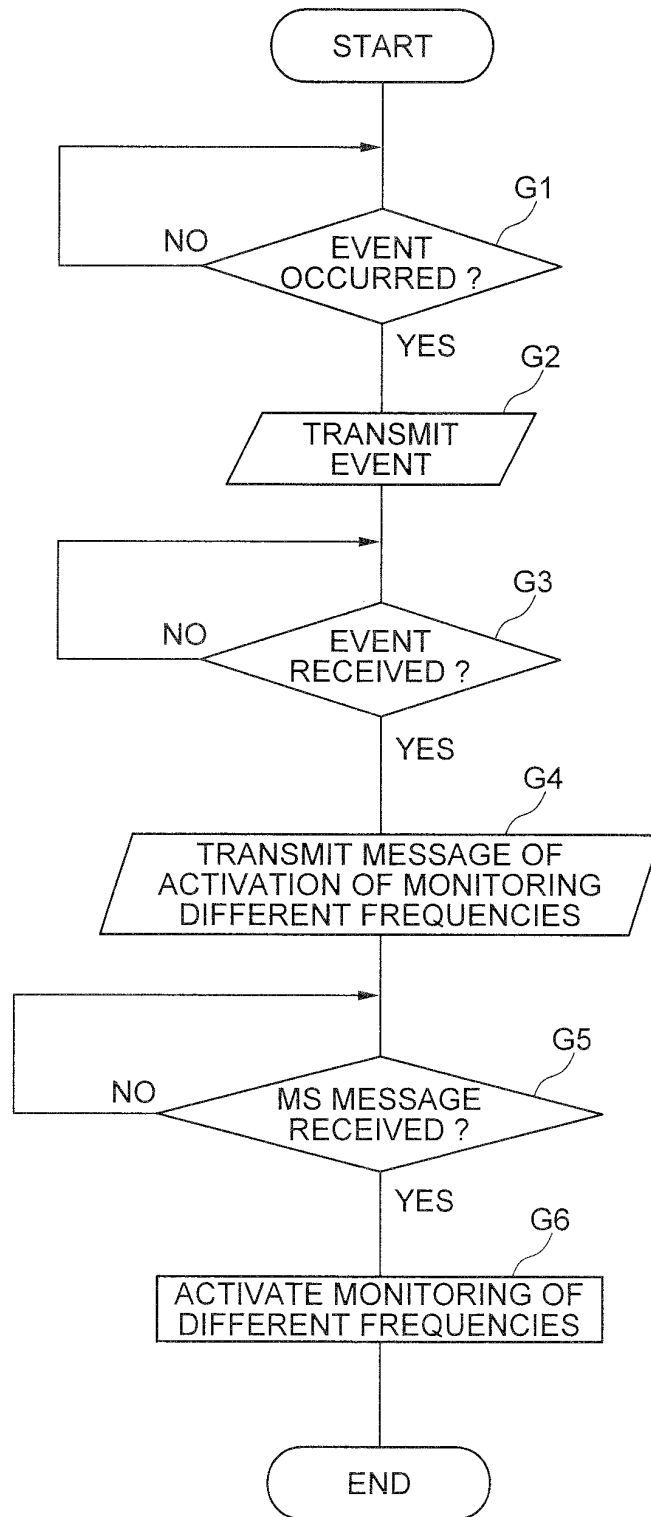 START
G1
NO
EVENT
OCCURRED ?
YES
G2
TRANSMIT
EVENT
G3
NO
EVENT
RECEIVED ?
YES
G4
TRANSMIT MESSAGE OF
ACTIVATION OF MONITORING
DIFFERENT FREQUENCIES
G5
NO
MS MESSAGE
RECEIVED ?
YES
G6
ACTIVATE MONITORING OF
DIFFERENT FREQUENCIES
END